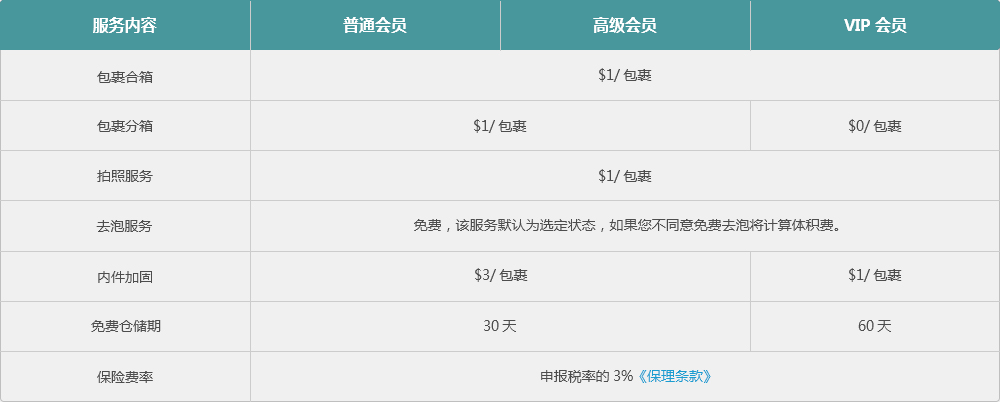 服务内容 普通会员 高级会员 VIP 会员
包裹合箱 $1/ 包裹
包裹分箱 $1/ 包裹 $0/ 包裹
拍照服务 $1/ 包裹
去泡服务 免费，该服务默认为选定状态，如果您不同意免费去泡将计算体积费。
内件加固 $3/ 包裹 $1/ 包裹
免费仓储期 30 天 60 天
保险费率 申报税率的 3%《保理条款》